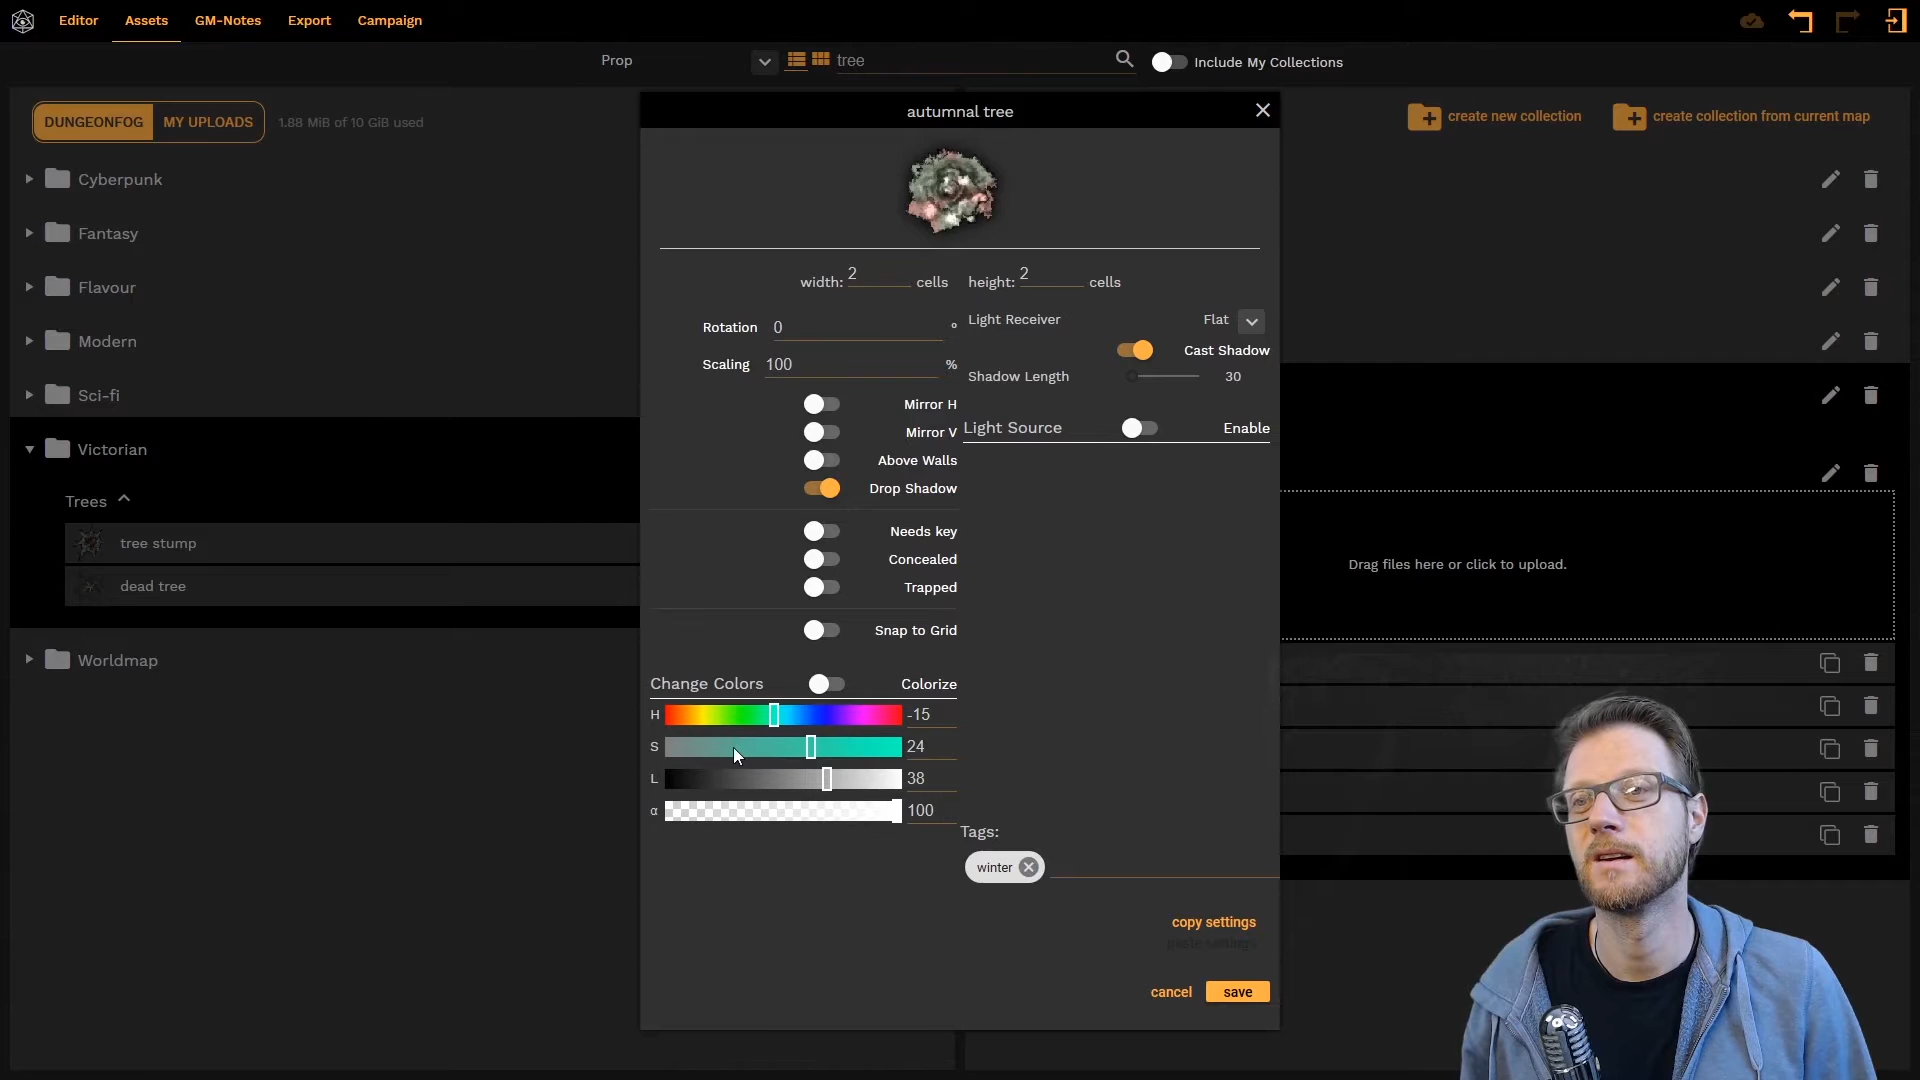 Editor Assets GM-Notes Export Campaign
Prop tree Include My Collections
autumnal tree
DUNGEONFOG MY UPLOADS 1.88 MiB of 10 GiB used
create new collection create collection from current map
Cyberpunk
Fantasy
Flavour
Modern
Sci-fi
Victorian
Trees
tree stump
dead tree
Worldmap
width: 2 cells height: 2 cells
Rotation 0 °
Scaling 100 %
Mirror H
Mirror V
Above Walls
Drop Shadow
Needs key
Concealed
Trapped
Snap to Grid
Light Receiver Flat
Cast Shadow
Shadow Length 30
Light Source Enable
Change Colors Colorize
H -15
S 24
L 38
α 100
Tags:
winter
copy settings
paste settings
cancel save
Drag files here or click to upload.